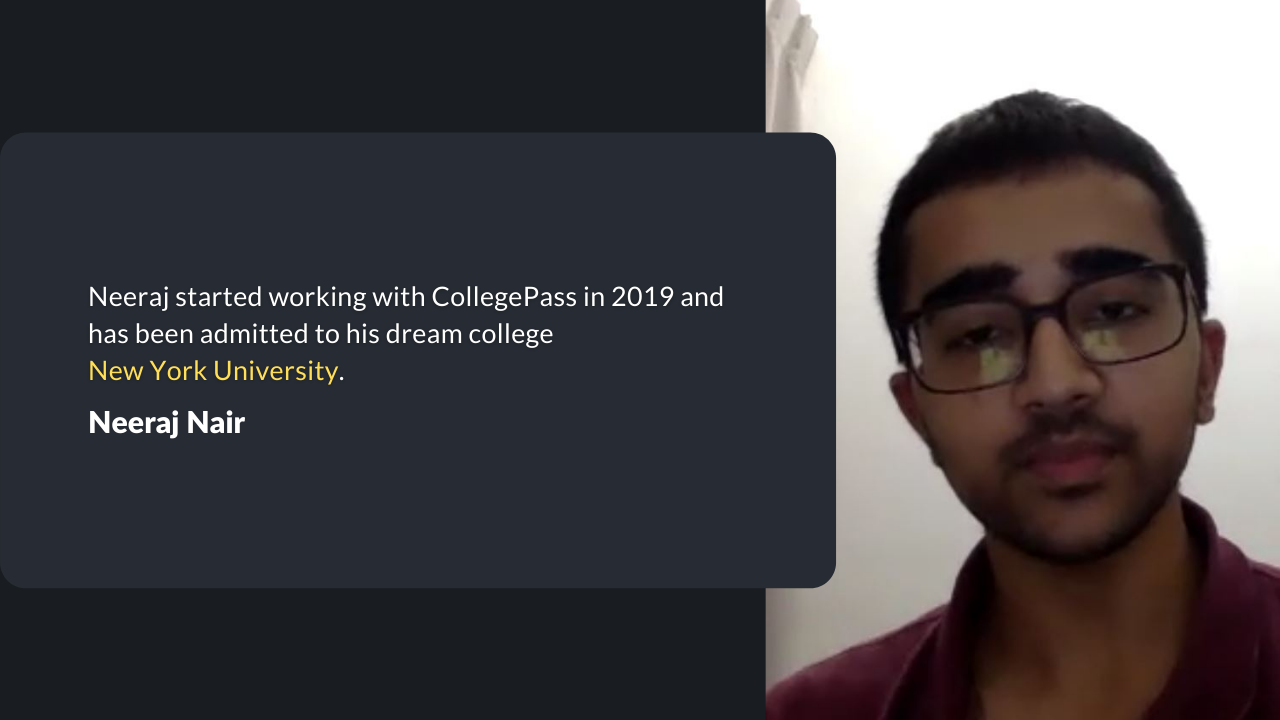 Neeraj started working with CollegePass in 2019 and
has been admitted to his dream college
New York University.
Neeraj Nair